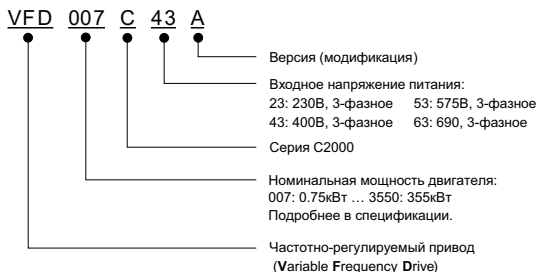 VFD 007 C 43 A
Версия (модификация)
Входное напряжение питания:
23: 230В, 3-фазное 53: 575В, 3-фазное
43: 400В, 3-фазное 63: 690, 3-фазное
Серия C2000
Номинальная мощность двигателя:
007: 0.75кВт … 3550: 355кВт
Подробнее в спецификации.
Частотно-регулируемый привод
(Variable Frequency Drive)